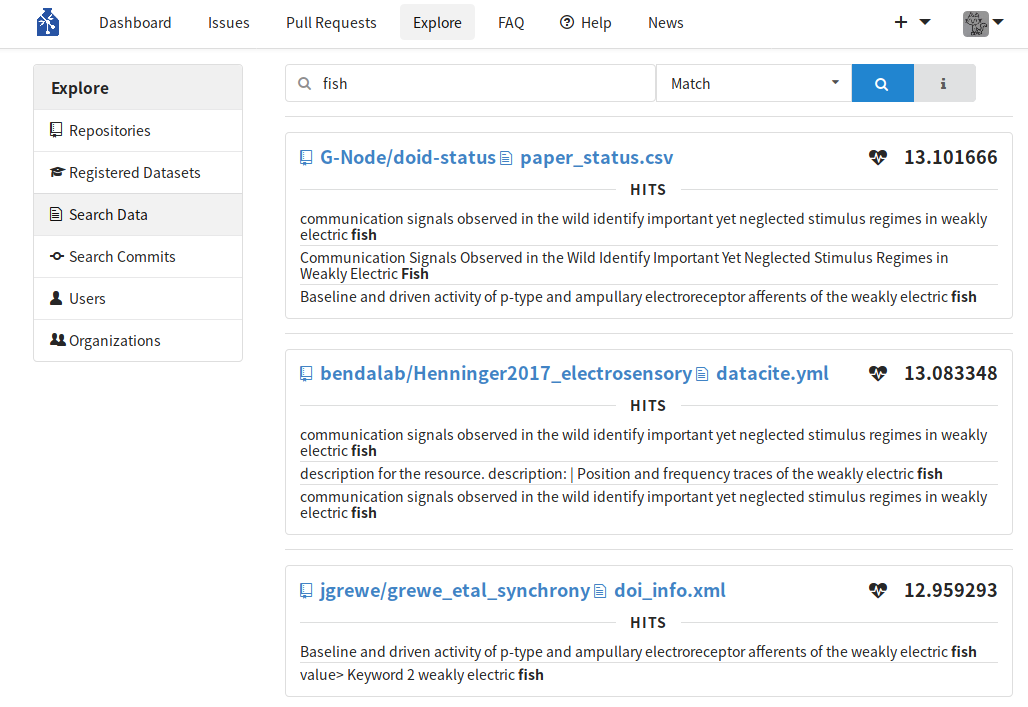 Dashboard Issues Pull Requests Explore FAQ Help News
Explore
Repositories
Registered Datasets
Search Data
Search Commits
Users
Organizations
fish Match
G-Node/doid-status paper_status.csv 13.101666
HITS
communication signals observed in the wild identify important yet neglected stimulus regimes in weakly
electric fish
Communication Signals Observed in the Wild Identify Important Yet Neglected Stimulus Regimes in
Weakly Electric Fish
Baseline and driven activity of p-type and ampullary electroreceptor afferents of the weakly electric fish
bendalab/Henninger2017_electrosensory datacite.yml 13.083348
HITS
communication signals observed in the wild identify important yet neglected stimulus regimes in weakly
electric fish
description for the resource. description: | Position and frequency traces of the weakly electric fish
communication signals observed in the wild identify important yet neglected stimulus regimes in weakly
electric fish
jgrewe/grewe_etal_synchrony doi_info.xml 12.959293
HITS
Baseline and driven activity of p-type and ampullary electroreceptor afferents of the weakly electric fish
value> Keyword 2 weakly electric fish